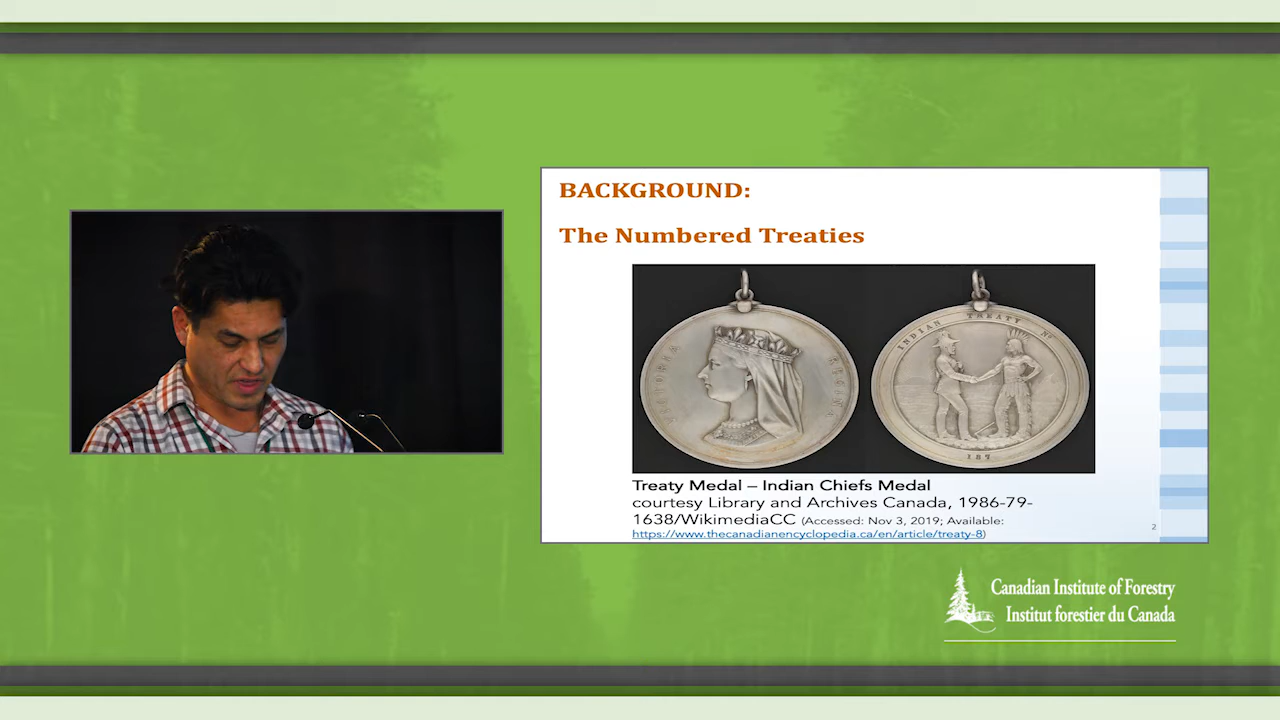 BACKGROUND:
The Numbered Treaties
VICTORIA REGINA
INDIAN TREATY No
187
Treaty Medal – Indian Chiefs Medal
courtesy Library and Archives Canada, 1986-79-
1638/WikimediaCC (Accessed: Nov 3, 2019; Available:
https://www.thecanadianencyclopedia.ca/en/article/treaty-8)
2
Canadian Institute of Forestry
Institut forestier du Canada